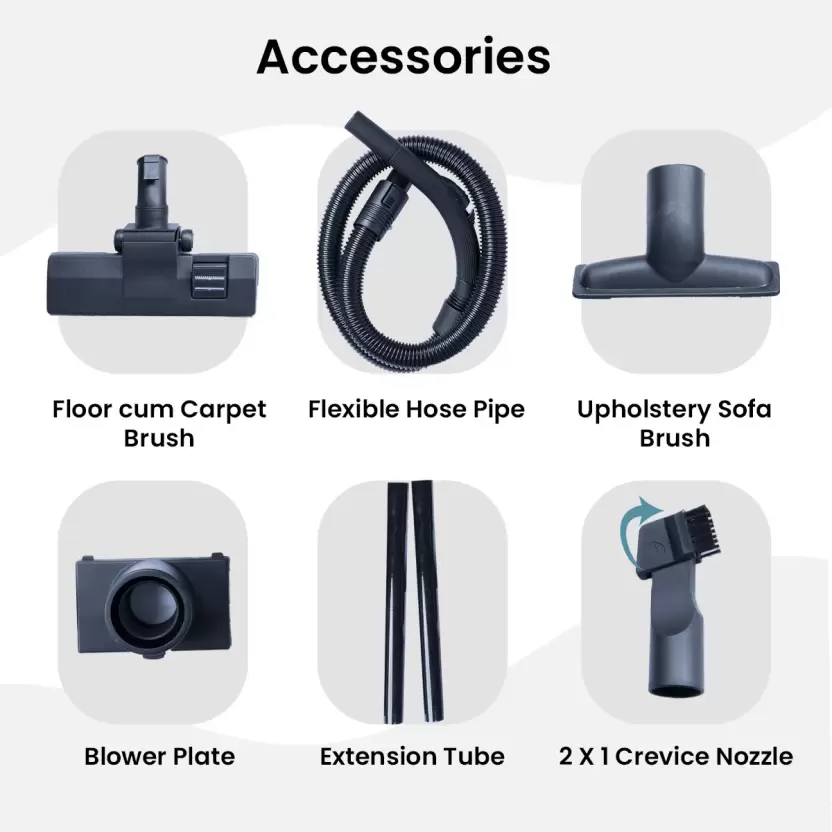 Accessories
Floor cum Carpet
Brush
Flexible Hose Pipe
Upholstery Sofa
Brush
Blower Plate
Extension Tube
2 X 1 Crevice Nozzle